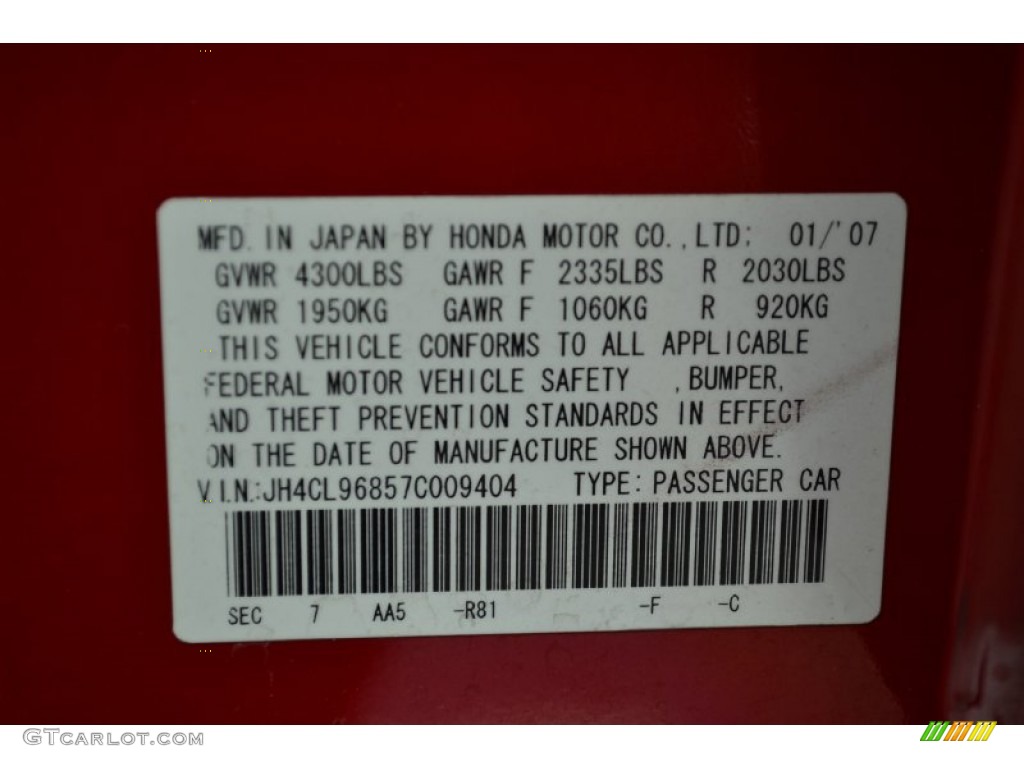 MFD. IN JAPAN BY HONDA MOTOR CO.,LTD; 01/'07
GVWR 4300LBS GAWR F 2335LBS R 2030LBS
GVWR 1950KG GAWR F 1060KG R 920KG
THIS VEHICLE CONFORMS TO ALL APPLICABLE
FEDERAL MOTOR VEHICLE SAFETY ,BUMPER,
AND THEFT PREVENTION STANDARDS IN EFFECT
ON THE DATE OF MANUFACTURE SHOWN ABOVE.
V.I.N.:JH4CL96857C009404 TYPE: PASSENGER CAR
SEC 7 AA5 -R81 -F -C
GTCARLOT.COM